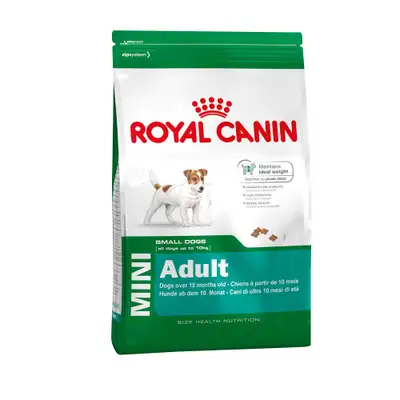 zipsystem
ROYAL CANIN
Maintains
ideal weight
SMALL DOGS
(all dogs up to 10kg)
MINI
Adult
Dogs over 10 months old - Chiens à partir de 10 mois
Hunde ab dem 10. Monat - Cani di oltre 10 mesi di età
SIZE HEALTH NUTRITION